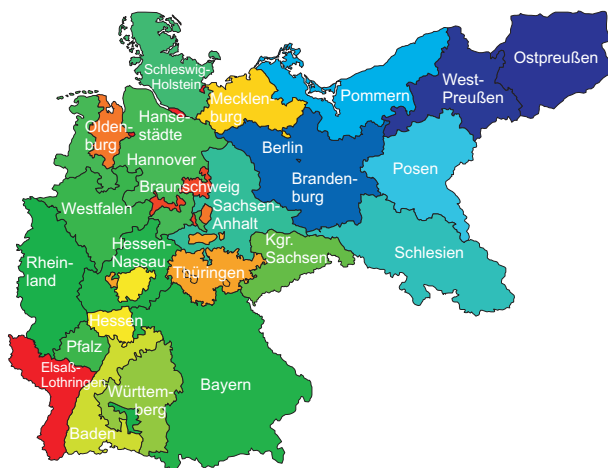 Schleswig-
Holstein
Ostpreußen
West-
Preußen
Pommern
Mecklen-
burg
Hanse-
städte
Olden-
burg
Hannover
Berlin
Branden-
burg
Posen
Braunschweig
Sachsen-
Anhalt
Westfalen
Hessen-
Nassau
Kgr.
Sachsen
Schlesien
Rhein-
land
Thüringen
Hessen
Pfalz
Elsaß-
Lothringen
Bayern
Württem-
berg
Baden